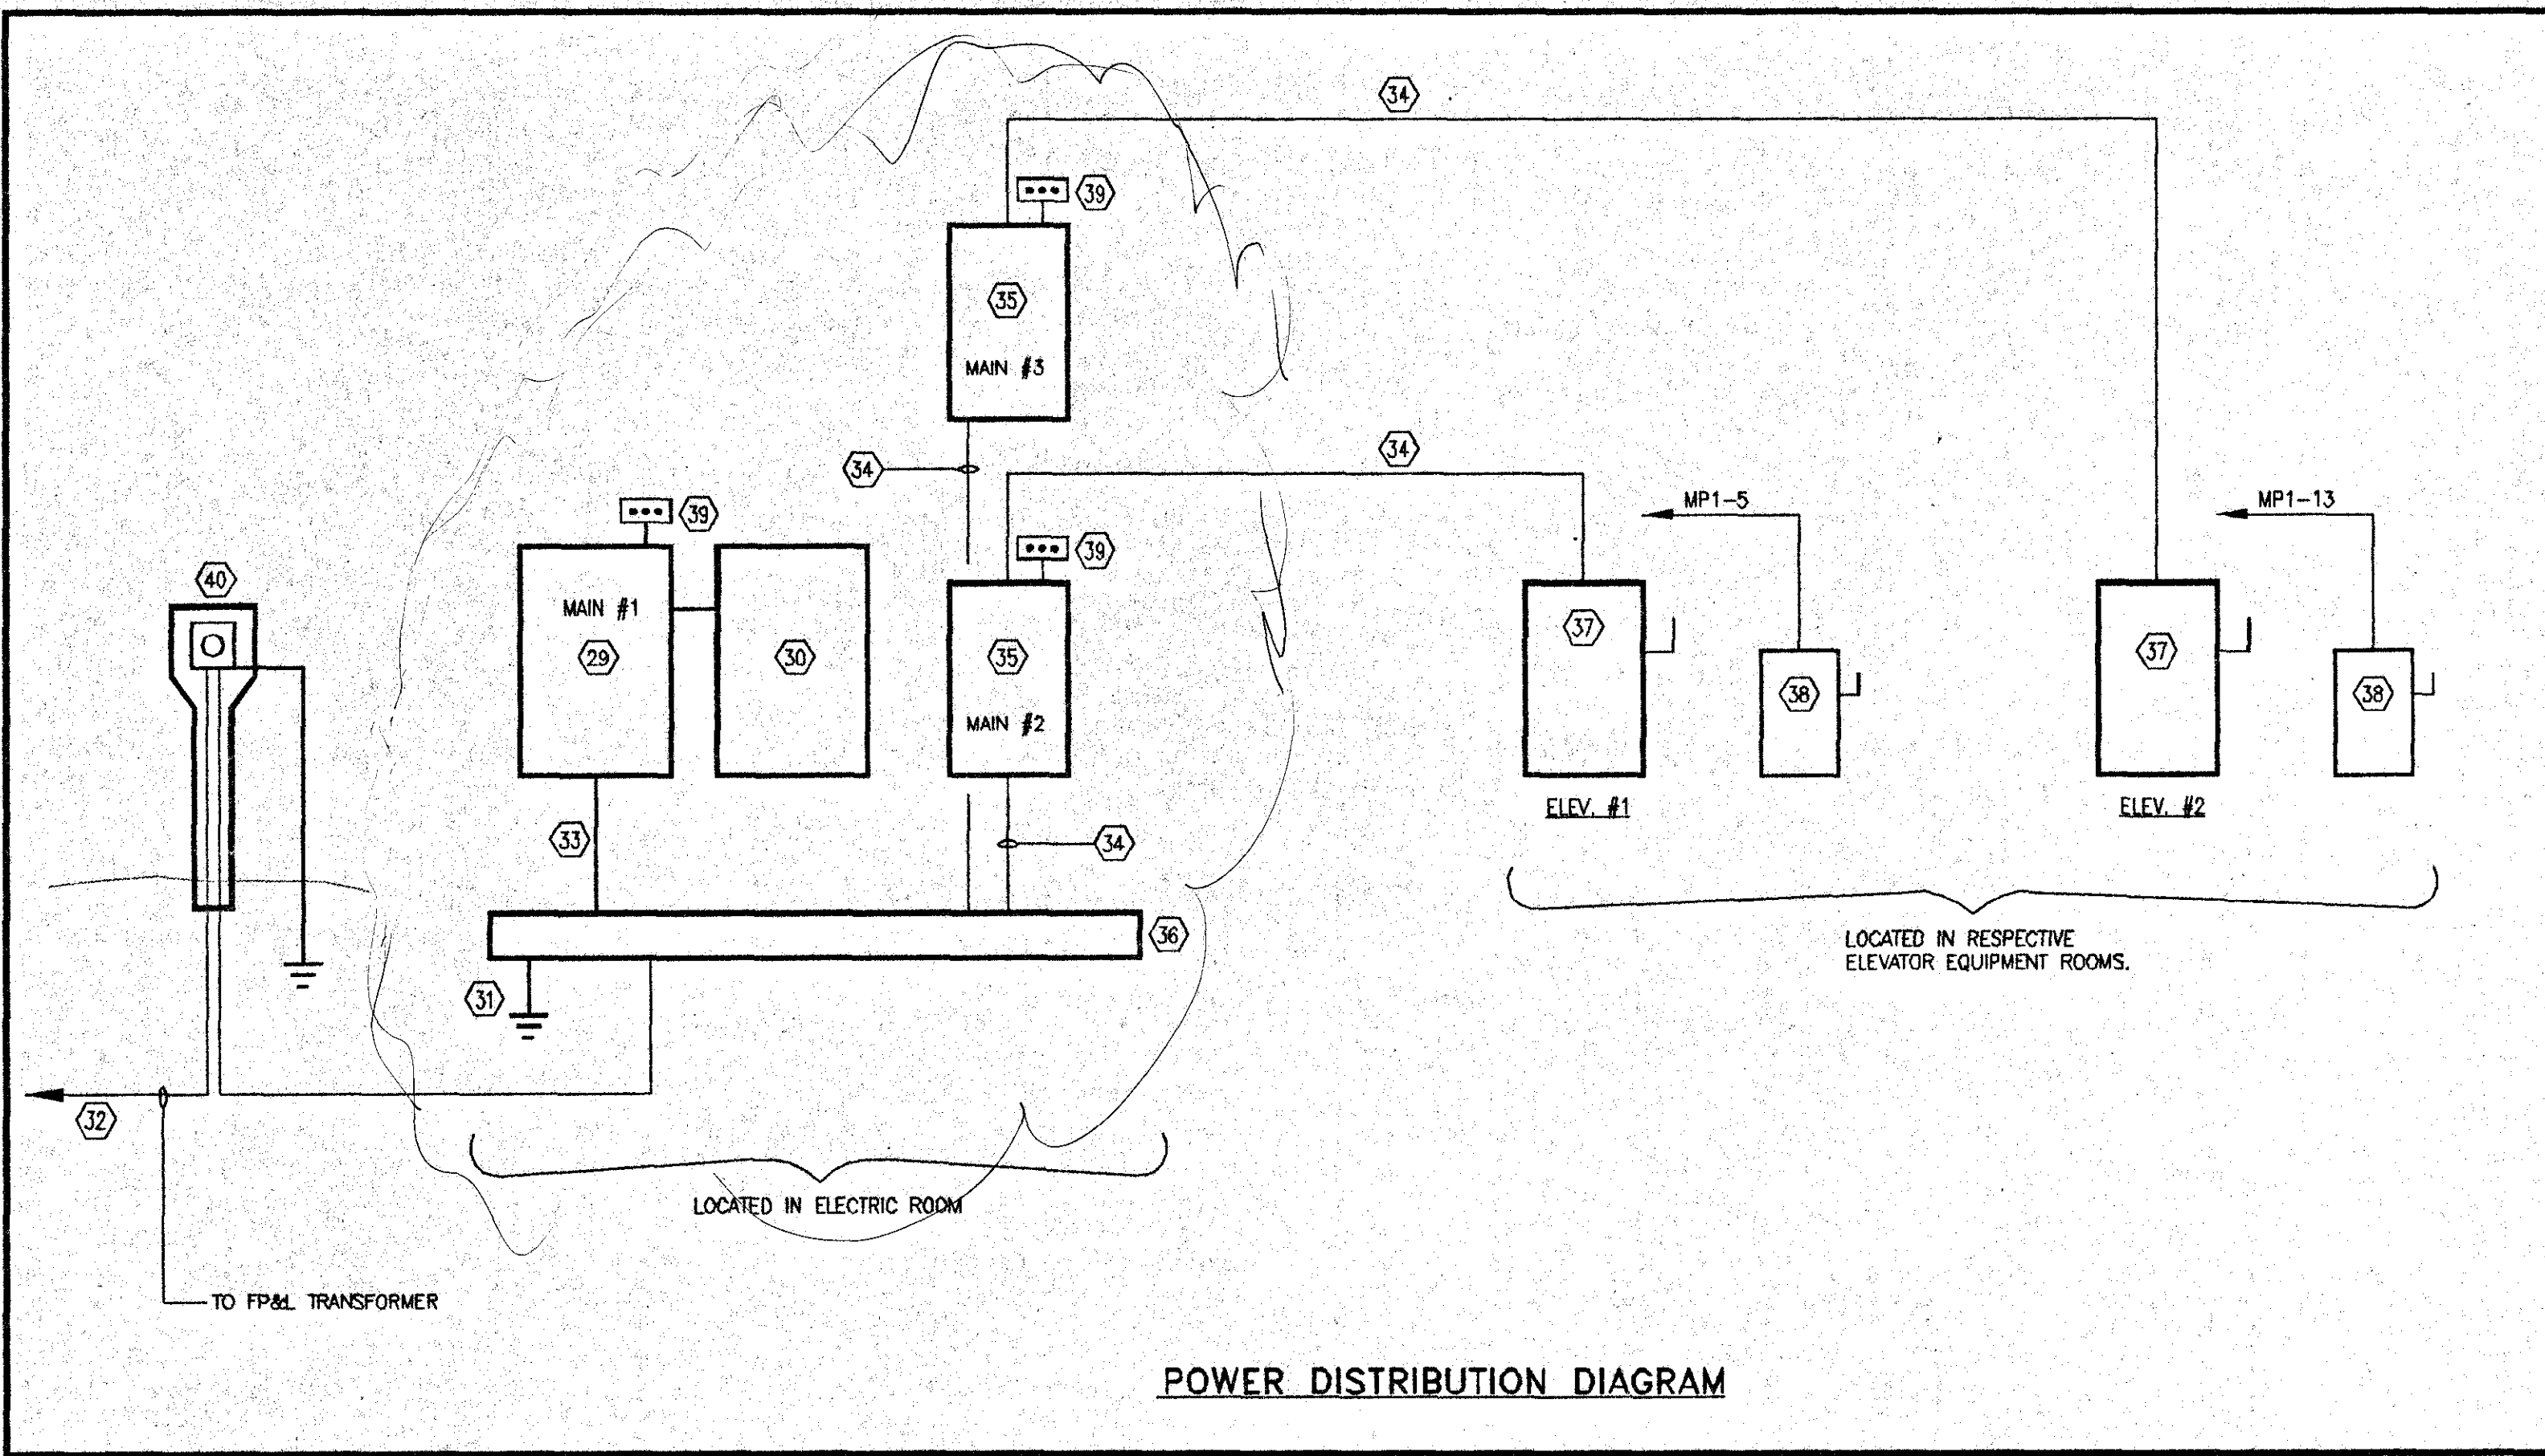 34
39
35
MAIN #3
34
34
39
MP1-5
MP1-13
39
40
MAIN #1
29
30
35
MAIN #2
37
38
37
38
ELEV. #1
ELEV. #2
33
34
36
31
LOCATED IN RESPECTIVE
ELEVATOR EQUIPMENT ROOMS.
32
LOCATED IN ELECTRIC ROOM
TO FP&L TRANSFORMER
POWER DISTRIBUTION DIAGRAM